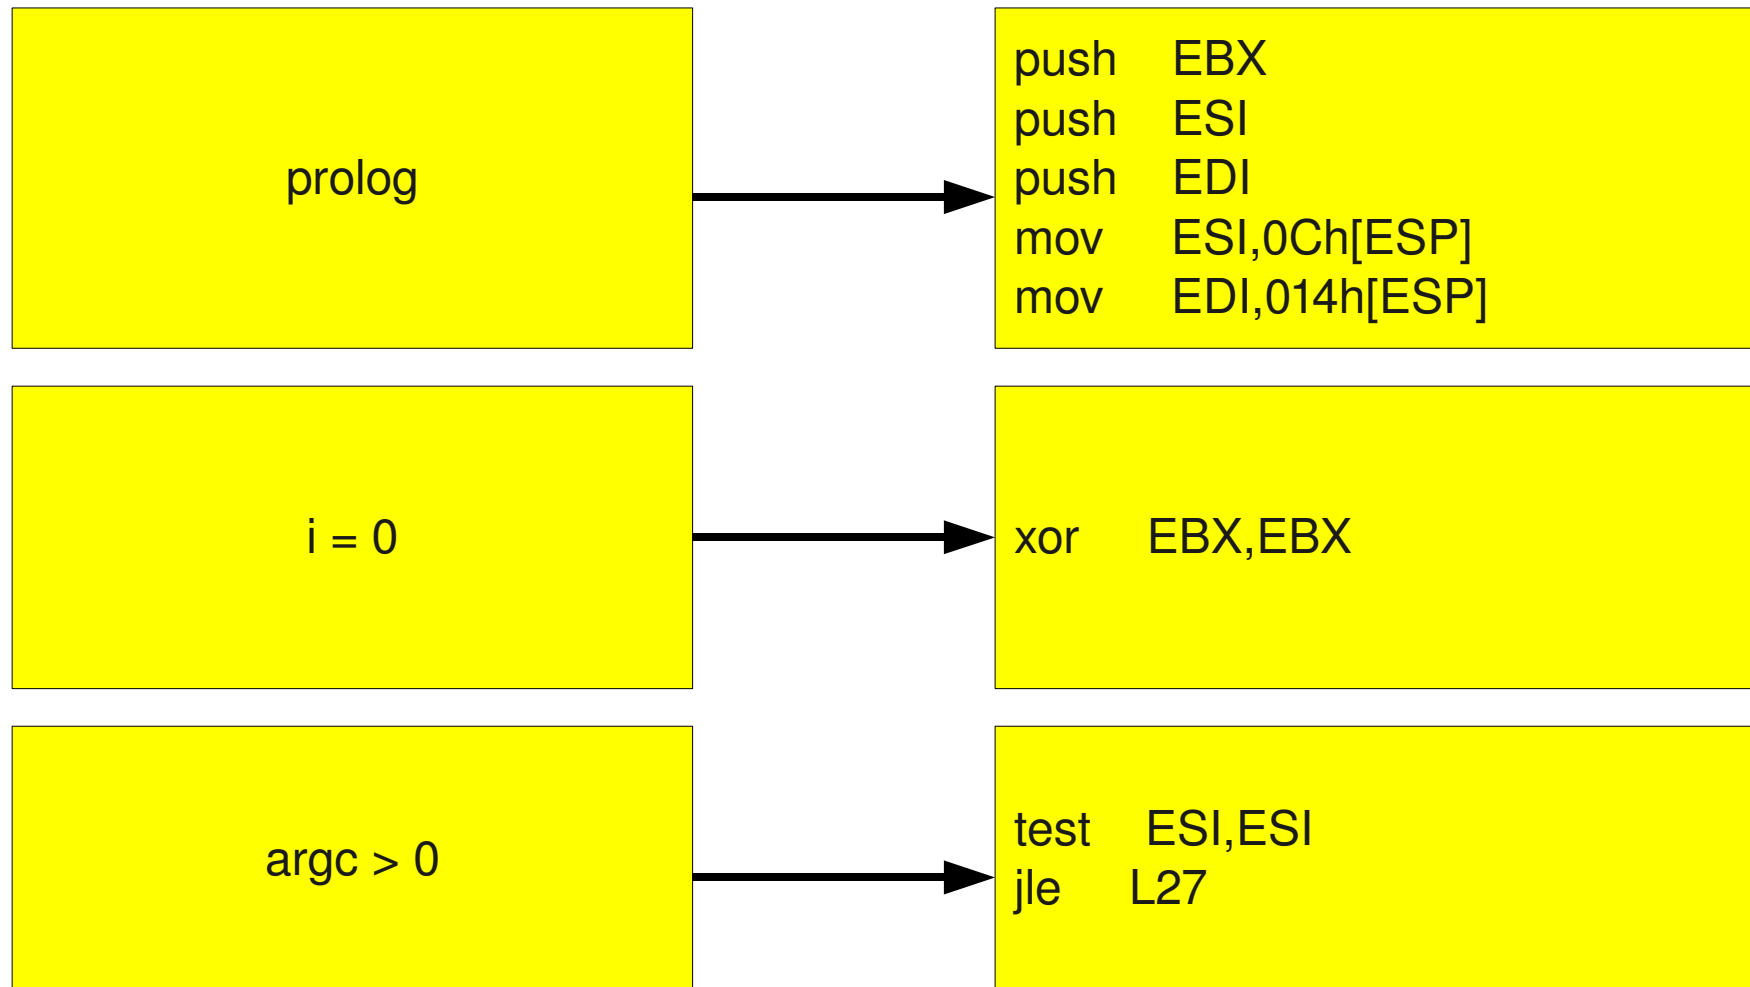 prolog
push EBX
push ESI
push EDI
mov ESI,0Ch[ESP]
mov EDI,014h[ESP]
i = 0
xor EBX,EBX
argc > 0
test ESI,ESI
jle L27